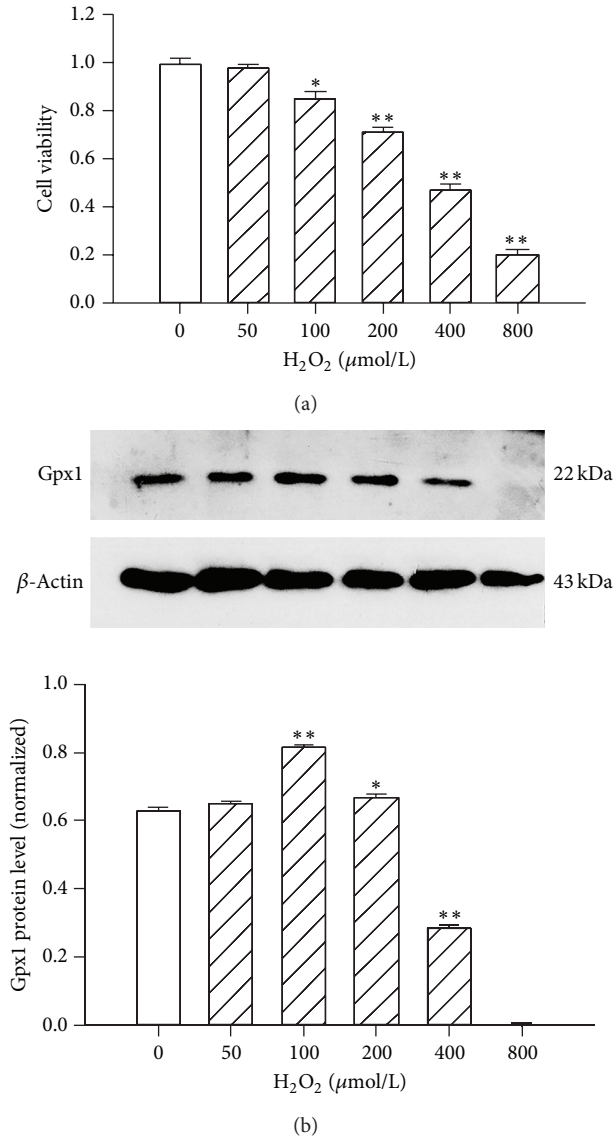 1.2
1.0
0.8
0.6
0.4
0.2
0.0
Cell viability
*
**
**
**
0 50 100 200 400 800
H₂O₂ (μmol/L)
(a)
Gpx1 22 kDa
β-Actin 43 kDa
1.0
0.8
0.6
0.4
0.2
0.0
Gpx1 protein level (normalized)
**
*
**
0 50 100 200 400 800
H₂O₂ (μmol/L)
(b)